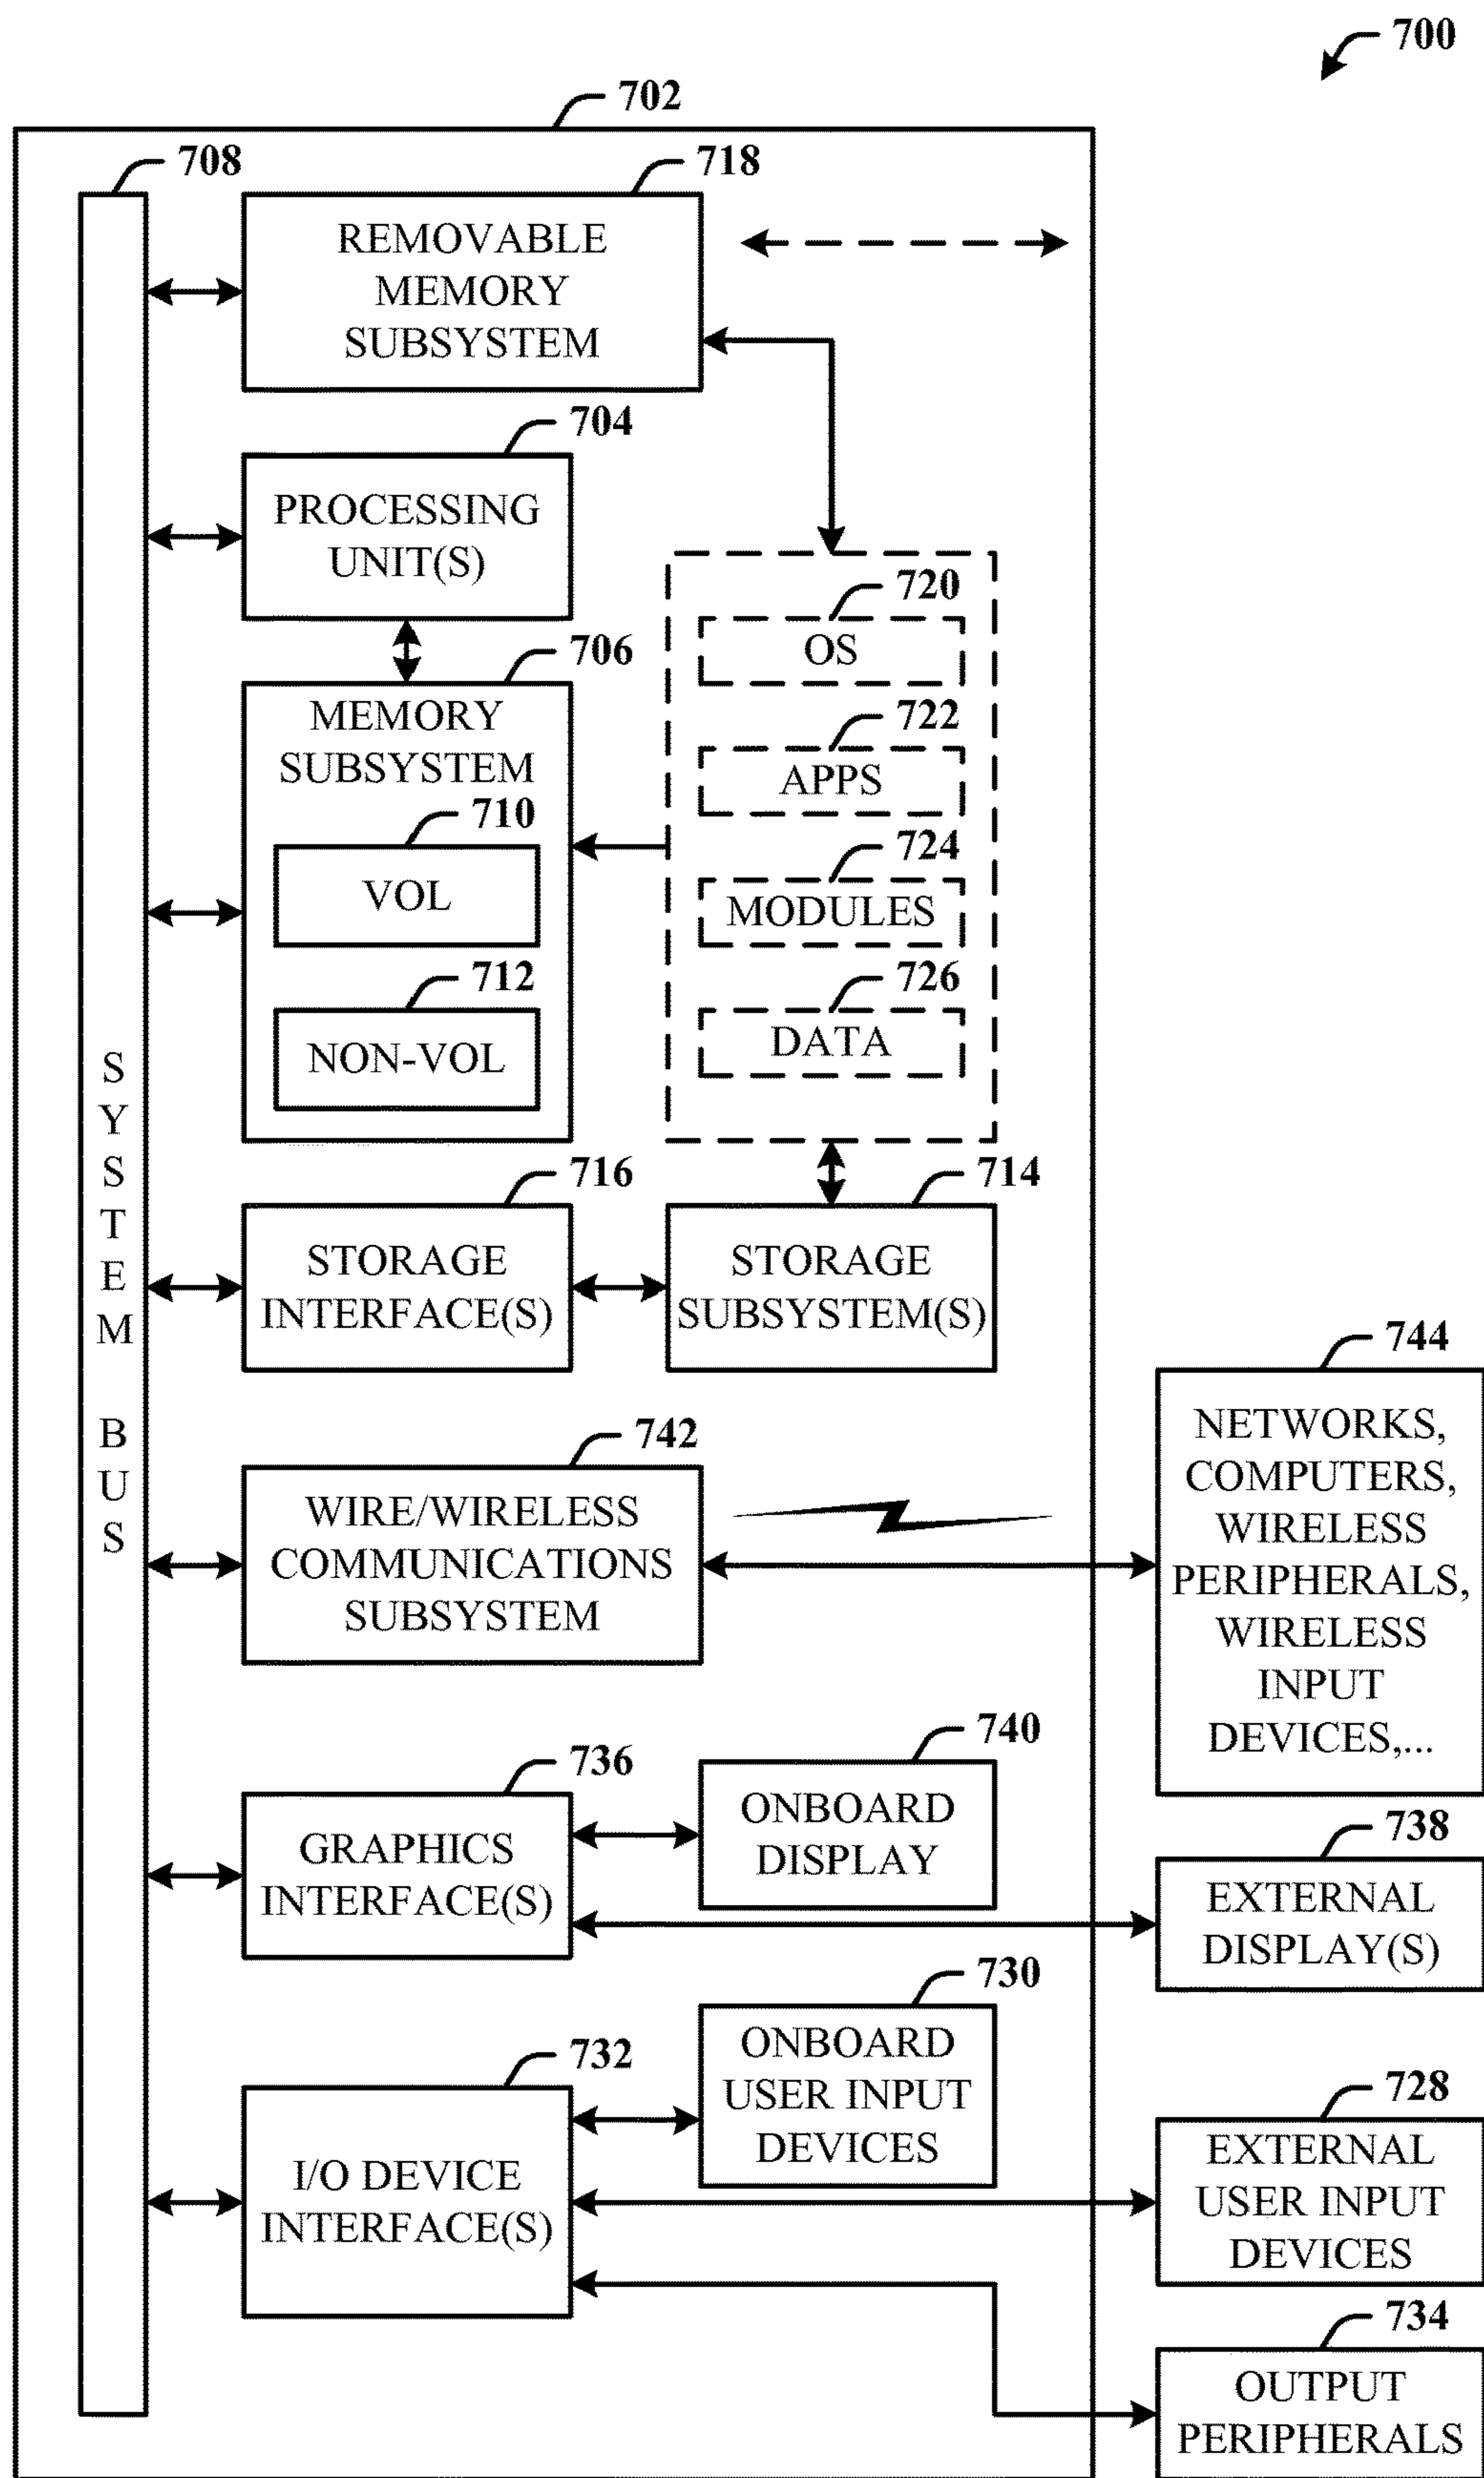 700
702
708
718
REMOVABLE
MEMORY
SUBSYSTEM
704
PROCESSING
UNIT(S)
706
MEMORY
SUBSYSTEM
710
VOL
712
NON-VOL
720
OS
722
APPS
724
MODULES
726
DATA
SYSTEM BUS
716
STORAGE
INTERFACE(S)
714
STORAGE
SUBSYSTEM(S)
742
WIRE/WIRELESS
COMMUNICATIONS
SUBSYSTEM
744
NETWORKS,
COMPUTERS,
WIRELESS
PERIPHERALS,
WIRELESS
INPUT
DEVICES,...
736
GRAPHICS
INTERFACE(S)
740
ONBOARD
DISPLAY
738
EXTERNAL
DISPLAY(S)
732
I/O DEVICE
INTERFACE(S)
730
ONBOARD
USER INPUT
DEVICES
728
EXTERNAL
USER INPUT
DEVICES
734
OUTPUT
PERIPHERALS